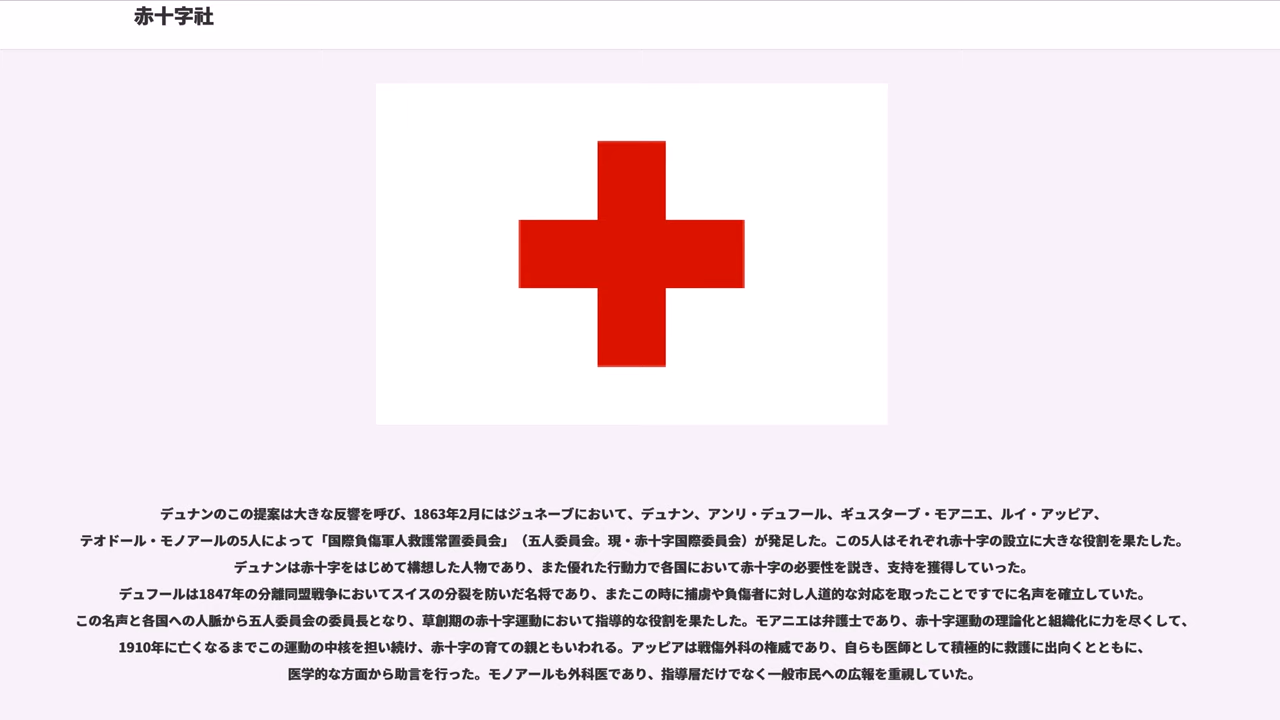 赤十字社
デュナンのこの提案は大きな反響を呼び、1863年2月にはジュネーブにおいて、デュナン、アンリ・デュフール、ギュスターブ・モアニエ、ルイ・アッピア、
テオドール・モノアールの5人によって「国際負傷軍人救護常置委員会」（五人委員会。現・赤十字国際委員会）が発足した。この5人はそれぞれ赤十字の設立に大きな役割を果たした。
デュナンは赤十字をはじめて構想した人物であり、また優れた行動力で各国において赤十字の必要性を説き、支持を獲得していった。
デュフールは1847年の分離同盟戦争においてスイスの分裂を防いだ名将であり、またこの時に捕虜や負傷者に対し人道的な対応を取ったことですでに名声を確立していた。
この名声と各国への人脈から五人委員会の委員長となり、草創期の赤十字運動において指導的な役割を果たした。モアニエは弁護士であり、赤十字運動の理論化と組織化に力を尽くして、
1910年に亡くなるまでこの運動の中核を担い続け、赤十字の育ての親ともいわれる。アッピアは戦傷外科の権威であり、自らも医師として積極的に救護に出向くとともに、
医学的な方面から助言を行った。モノアールも外科医であり、指導層だけでなく一般市民への広報を重視していた。